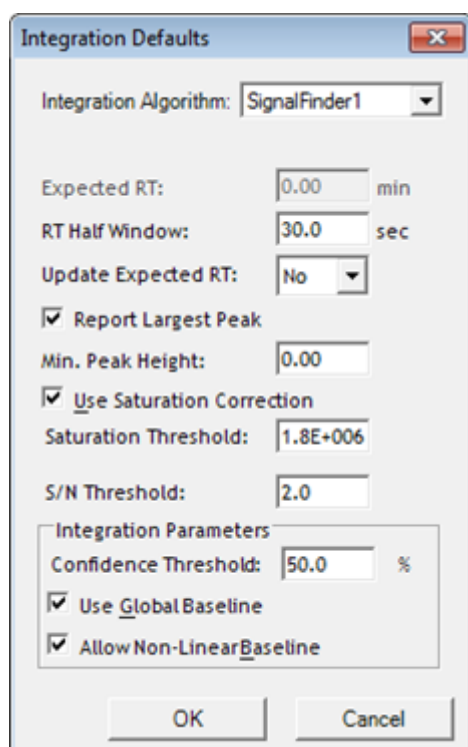 Integration Defaults
Integration Algorithm: SignalFinder1
Expected RT: 0.00 min
RT Half Window: 30.0 sec
Update Expected RT: No
Report Largest Peak
Min. Peak Height: 0.00
Use Saturation Correction
Saturation Threshold: 1.8E+006
S/N Threshold: 2.0
Integration Parameters
Confidence Threshold: 50.0 %
Use Global Baseline
Allow Non-Linear Baseline
OK Cancel